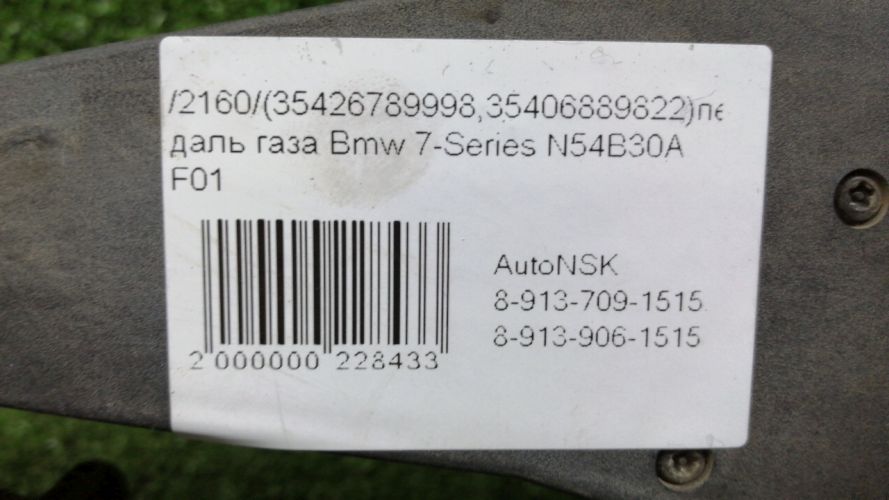 /2160/(35426789998,35406889822)пе
даль газа Bmw 7-Series N54B30A
F01
AutoNSK
8-913-709-1515
8-913-906-1515
2 000000 228433